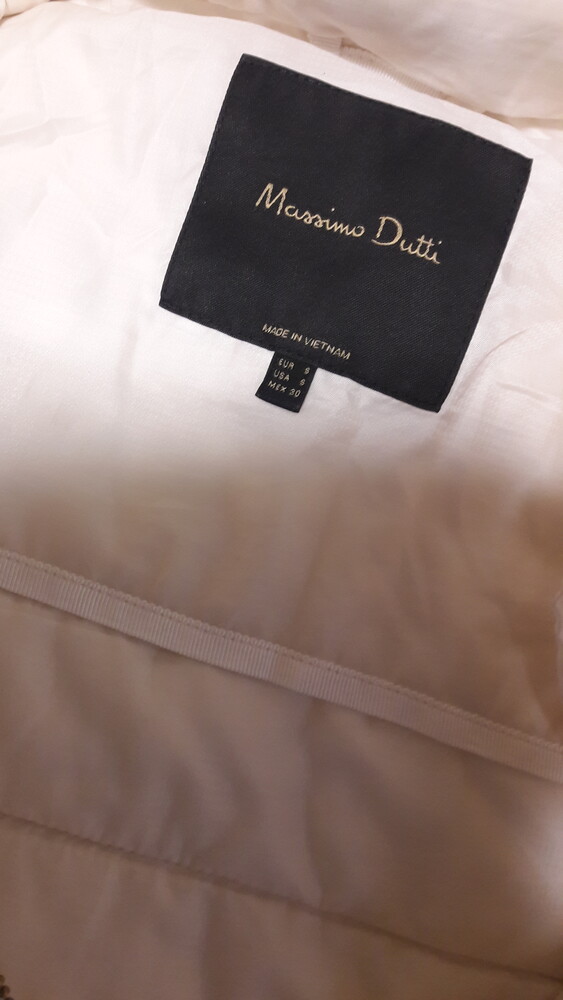 Massimo Dutti
MADE IN VIETNAM
EUR S
USA S
MEX 30